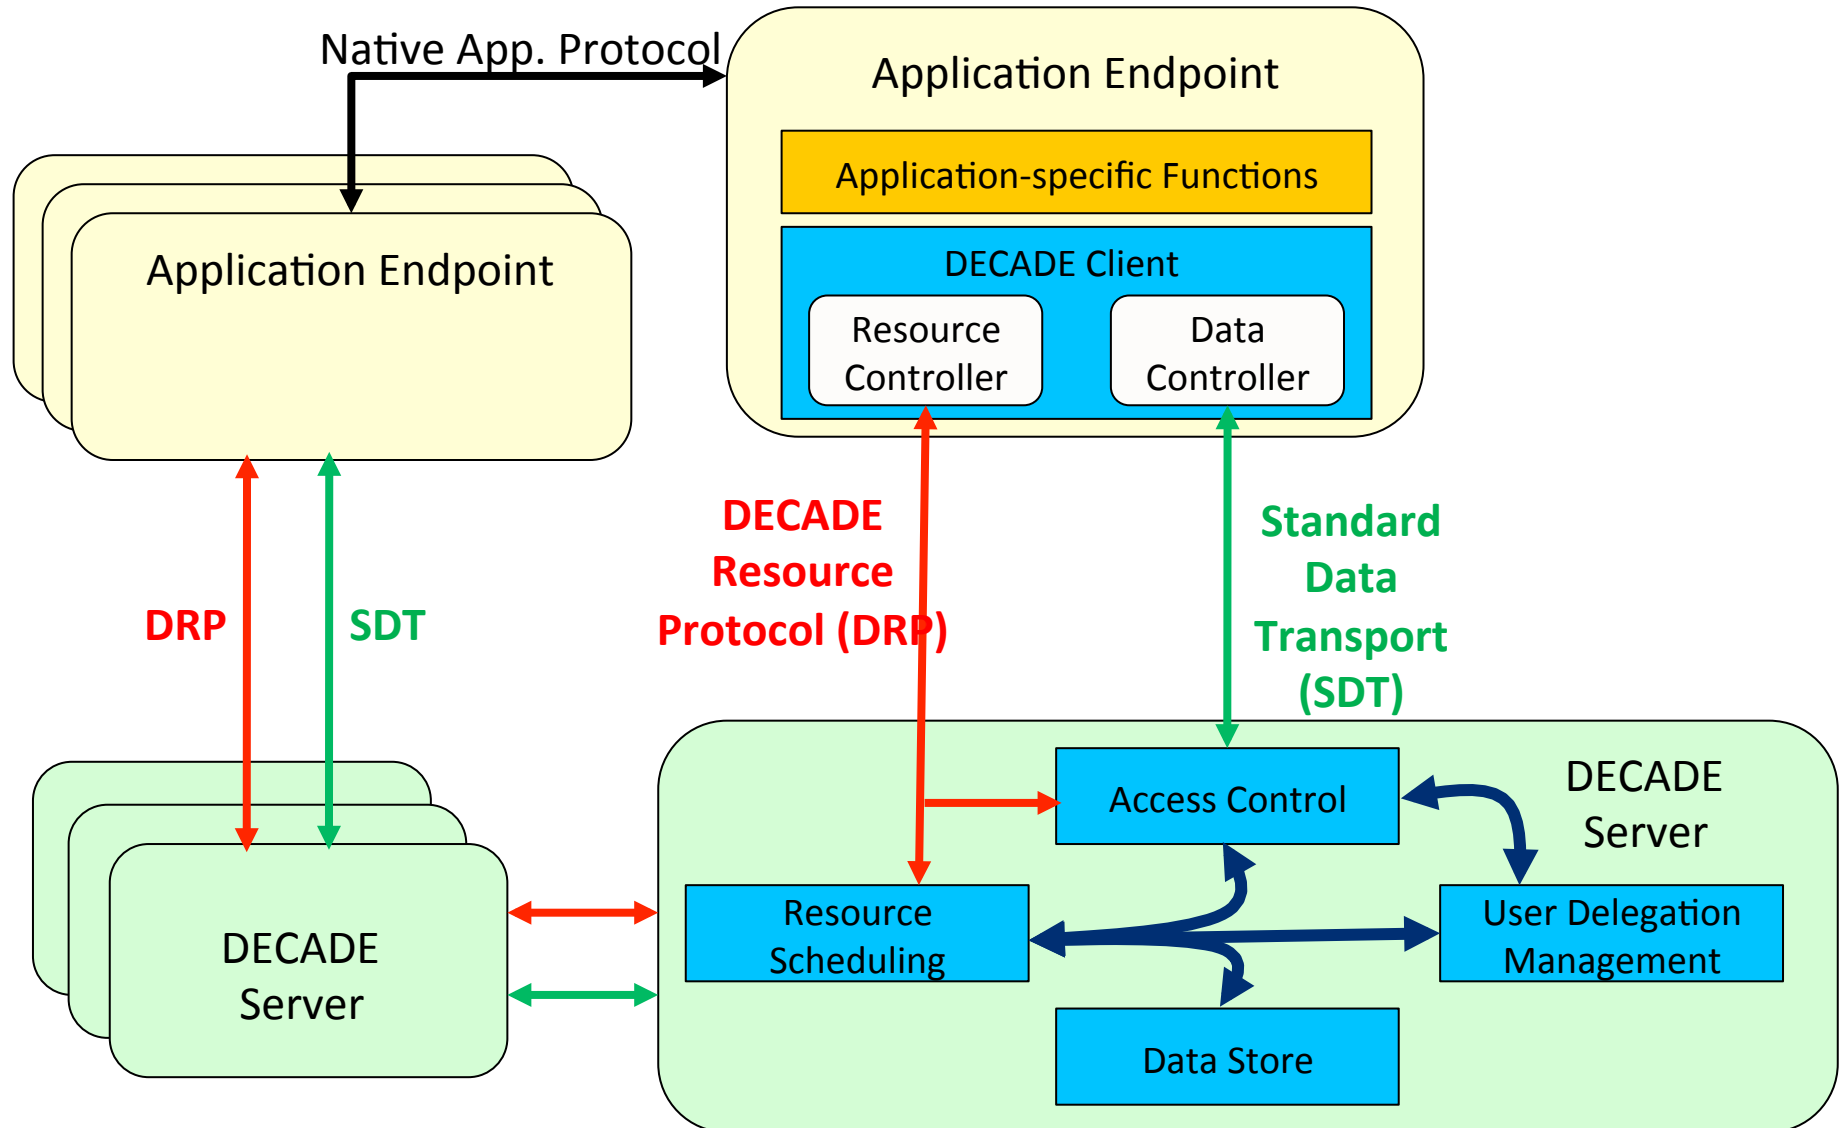 Native App. Protocol
Application Endpoint
Application-specific Functions
DECADE Client
Resource
Controller
Data
Controller
Application Endpoint
DRP
SDT
DECADE
Resource
Protocol (DRP)
Standard
Data
Transport
(SDT)
DECADE
Server
Access Control
Resource
Scheduling
User Delegation
Management
Data Store
DECADE
Server